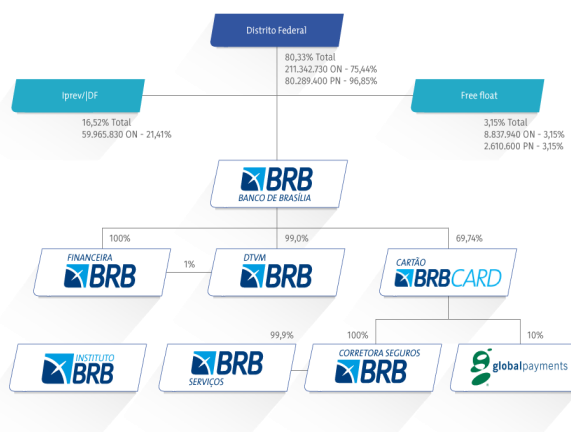 Distrito Federal
80,33% Total
211.342.730 ON - 75,44%
80.289.400 PN - 96,85%
Iprev/|DF
Free float
16,52% Total
59.965.830 ON - 21,41%
3,15% Total
8.837.940 ON - 3,15%
2.610,600 PN - 3,15%
BRB
BANCO DE BRASÍLIA
100%
99,0%
69,74%
FINANCEIRA
BRB
1%
DTVM
BRB
CARTÃO
BRBCARD
99,9%
100%
10%
INSTITUTO
BRB
BRB
SERVIÇOS
CORRETORA SEGUROS
BRB
globalpayments